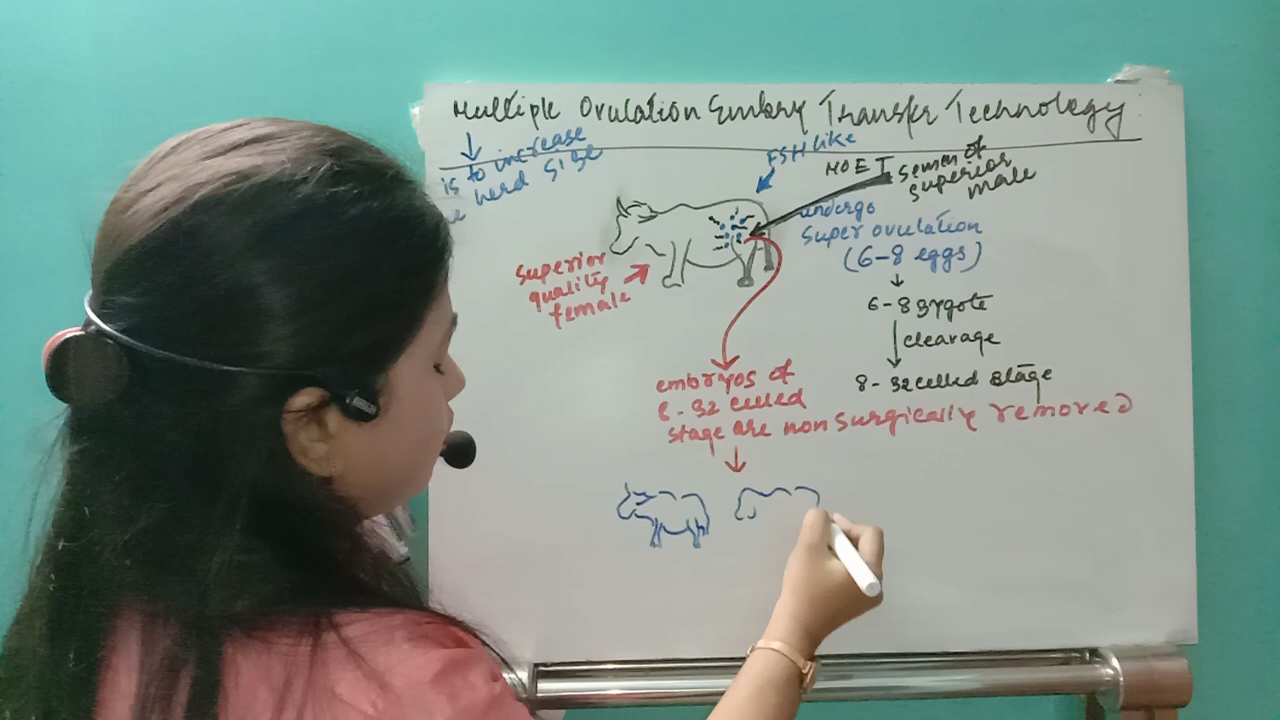 Multiple Ovulation Embry Transfer Technology
is to increase
herd size
FSH like
MOET
semen of
superior
male
undergo
super ovulation
(6-8 eggs)
6-8 zygote
cleavage
8-32 celled stage
superior
quality
female
embryos of
8-32 celled
stage are non surgically removed